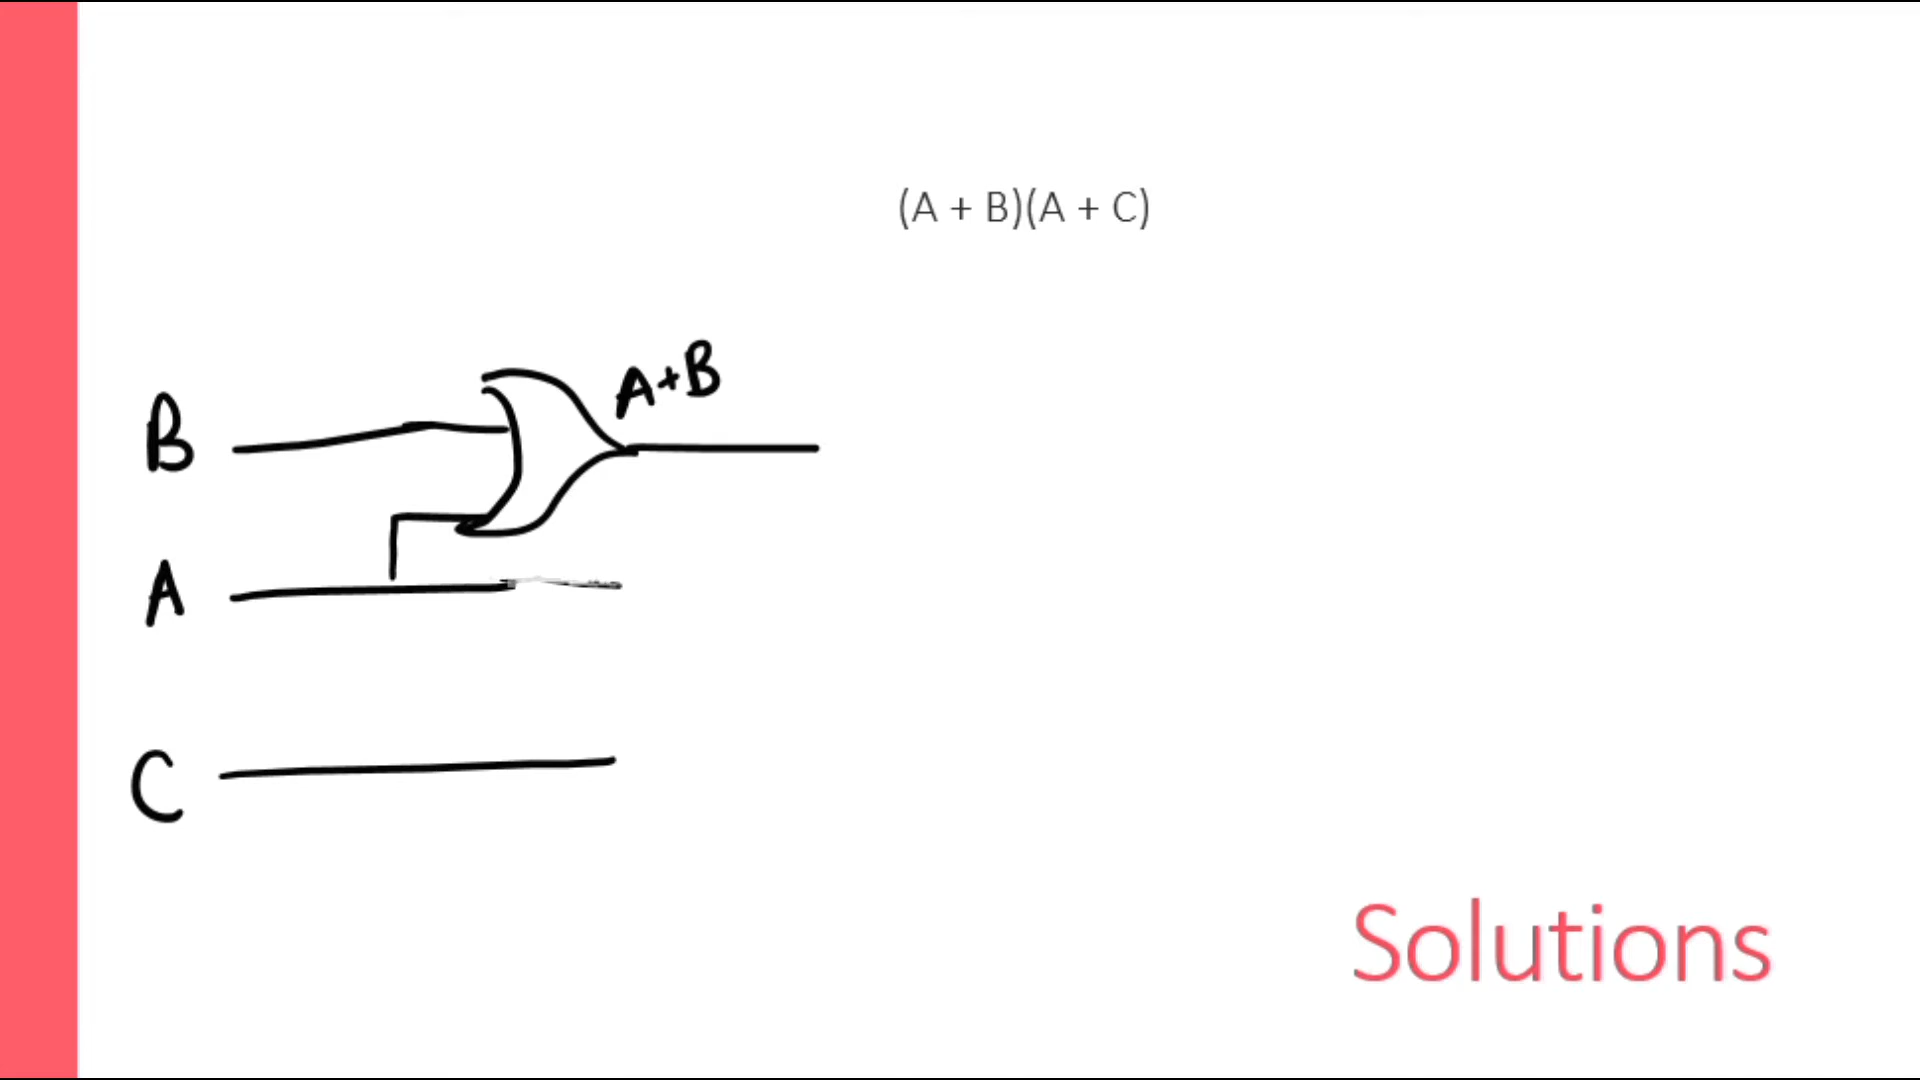 (A + B)(A + C)
A+B
B
A
C
Solutions